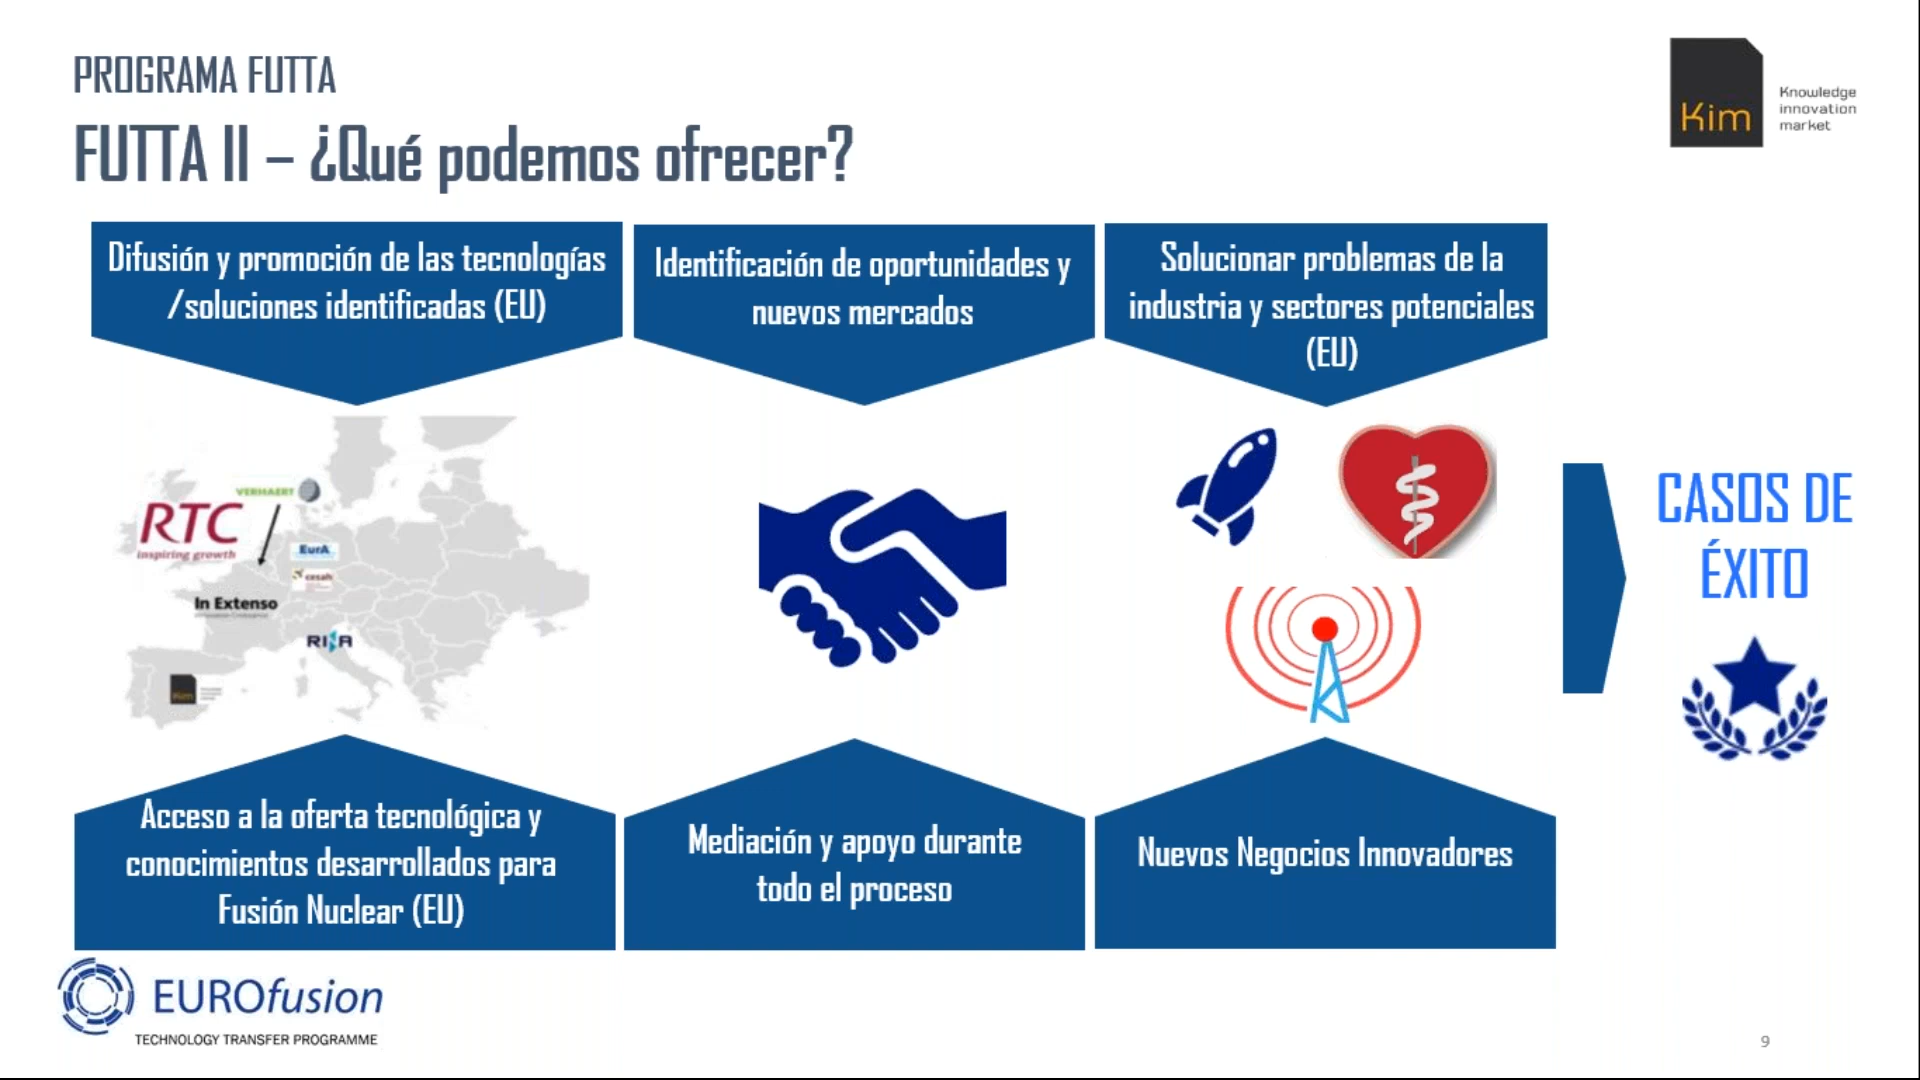 PROGRAMA FUTTA
FUTTA II – ¿Qué podemos ofrecer?
Kim
Knowledge
innovation
market
Difusión y promoción de las tecnologías
/soluciones identificadas (EU)
Identificación de oportunidades y
nuevos mercados
Solucionar problemas de la
industria y sectores potenciales
(EU)
VERHAERT
RTC
inspiring growth
EurA
cesah
In Extenso
RINA
Kim
CASOS DE
ÉXITO
Acceso a la oferta tecnológica y
conocimientos desarrollados para
Fusión Nuclear (EU)
Mediación y apoyo durante
todo el proceso
Nuevos Negocios Innovadores
EUROfusion
TECHNOLOGY TRANSFER PROGRAMME
9